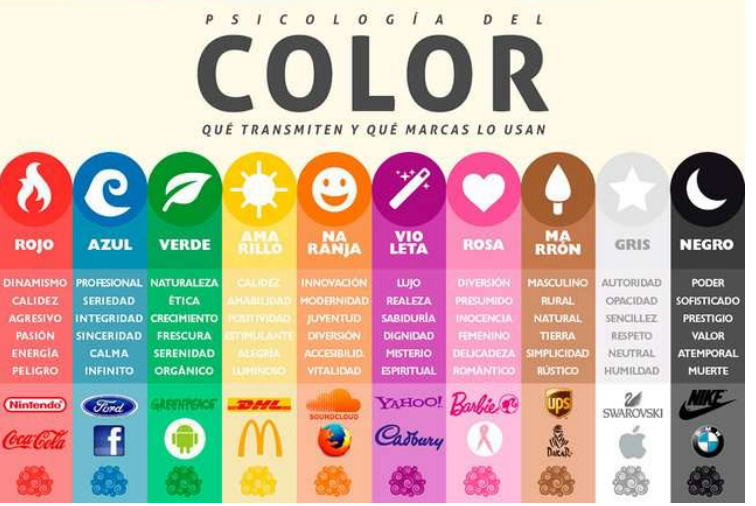 PSICOLOGÍA DEL
COLOR
QUÉ TRANSMITEN Y QUÉ MARCAS LO USAN
ROJO
DINAMISMO
CALIDEZ
AGRESIVO
PASIÓN
ENERGÍA
PELIGRO
Nintendo
Coca-Cola
AZUL
PROFESIONAL
SERIEDAD
INTEGRIDAD
SINCERIDAD
CALMA
INFINITO
Ford
f
VERDE
NATURALEZA
ÉTICA
CRECIMIENTO
FRESCURA
SERENIDAD
ORGÁNICO
GREENPEACE
AMA
RILLO
CALIDEZ
AMABILIDAD
POSITIVIDAD
ESTIMULANTE
ALEGRÍA
LUMINOSO
DHL
NA
RANJA
INNOVACIÓN
MODERNIDAD
JUVENTUD
DIVERSIÓN
ACCESIBILID.
VITALIDAD
SOUNDCLOUD
VIO
LETA
LUJO
REALEZA
SABIDURÍA
DIGNIDAD
MISTERIO
ESPIRITUAL
YAHOO!
Cadbury
ROSA
DIVERSIÓN
PRESUMIDO
INOCENCIA
FEMENINO
DELICADEZA
ROMÁNTICO
Barbie
MA
RRÓN
MASCULINO
RURAL
NATURAL
TIERRA
SIMPLICIDAD
RÚSTICO
ups
DAKAR
GRIS
AUTORIDAD
OPACIDAD
SENCILLEZ
RESPETO
NEUTRAL
HUMILDAD
SWAROVSKI
NEGRO
PODER
SOFISTICADO
PRESTIGIO
VALOR
ATEMPORAL
MUERTE
NIKE
BMW